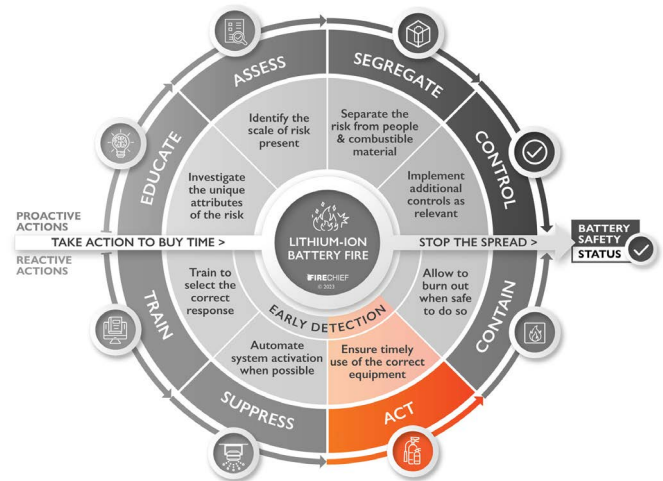 ASSESS
SEGREGATE
EDUCATE
CONTROL
Identify the
scale of risk
present
Separate the
risk from people
& combustible
material
Investigate
the unique
attributes
of the risk
Implement
additional
controls as
relevant
PROACTIVE
ACTIONS
TAKE ACTION TO BUY TIME >
REACTIVE
ACTIONS
LITHIUM-ION
BATTERY FIRE
FIRECHIEF
© 2023
STOP THE SPREAD >
BATTERY
SAFETY
STATUS
Train to
select the
correct
response
Allow to
burn out
when safe
to do so
EARLY DETECTION
Automate
system activation
when possible
Ensure timely
use of the correct
equipment
TRAIN
CONTAIN
SUPPRESS
ACT